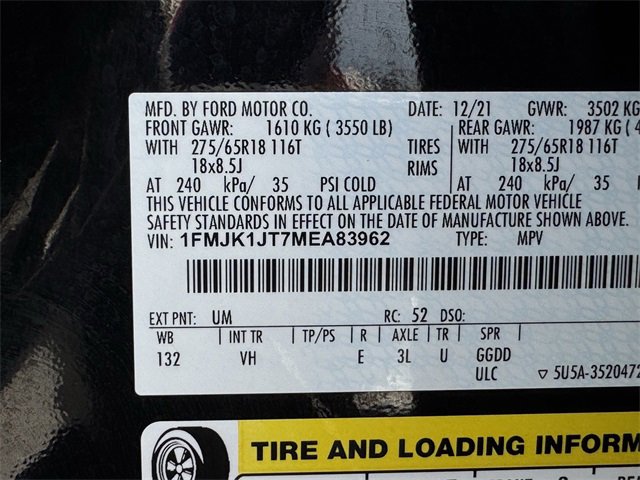 MFD. BY FORD MOTOR CO. DATE: 12/21 GVWR: 3502 KG
FRONT GAWR: 1610 KG ( 3550 LB) REAR GAWR: 1987 KG ( 4
WITH 275/65R18 116T TIRES WITH 275/65R18 116T
18x8.5J RIMS 18x8.5J
AT 240 kPa/ 35 PSI COLD AT 240 kPa/ 35
THIS VEHICLE CONFORMS TO ALL APPLICABLE FEDERAL MOTOR VEHICLE
SAFETY STANDARDS IN EFFECT ON THE DATE OF MANUFACTURE SHOWN ABOVE.
VIN: 1FMJK1JT7MEA83962 TYPE: MPV
EXT PNT: UM RC: 52 DSO:
WB INT TR TP/PS R AXLE TR SPR
132 VH E 3L U GGDD
ULC ▽ 5U5A-3520472
TIRE AND LOADING INFORM